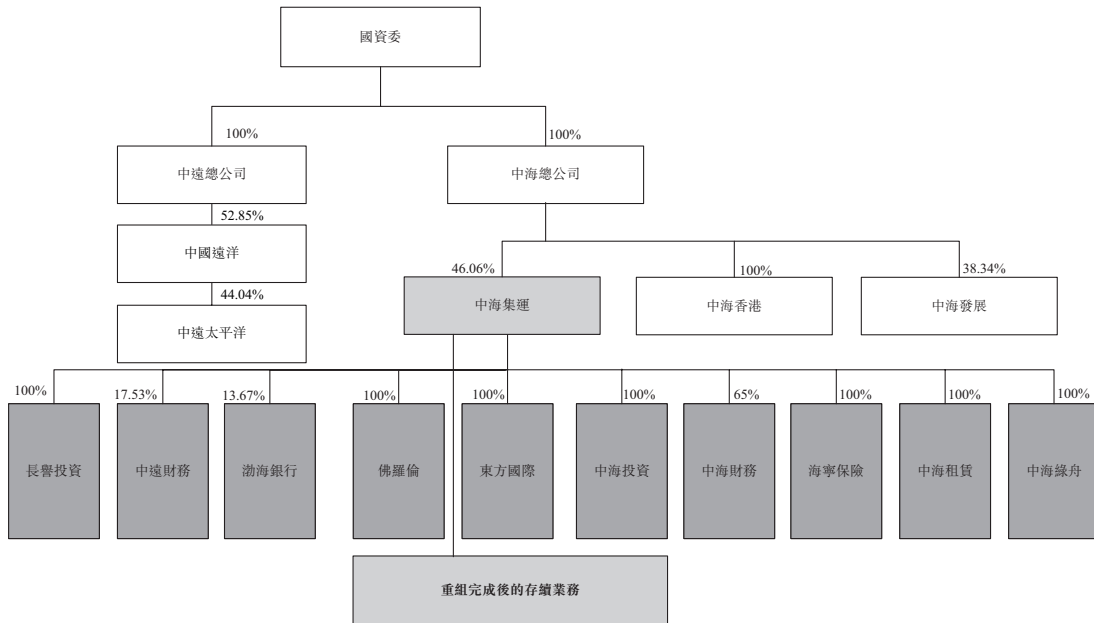 國資委
100%
100%
中遠總公司
中海總公司
52.85%
中國遠洋
46.06%
100%
38.34%
中海集運
中海香港
中海發展
44.04%
中遠太平洋
100%
17.53%
13.67%
100%
100%
100%
65%
100%
100%
100%
長譽投資
中遠財務
渤海銀行
佛羅倫
東方國際
中海投資
中海財務
海寧保險
中海租賃
中海綠舟
重組完成後的存續業務